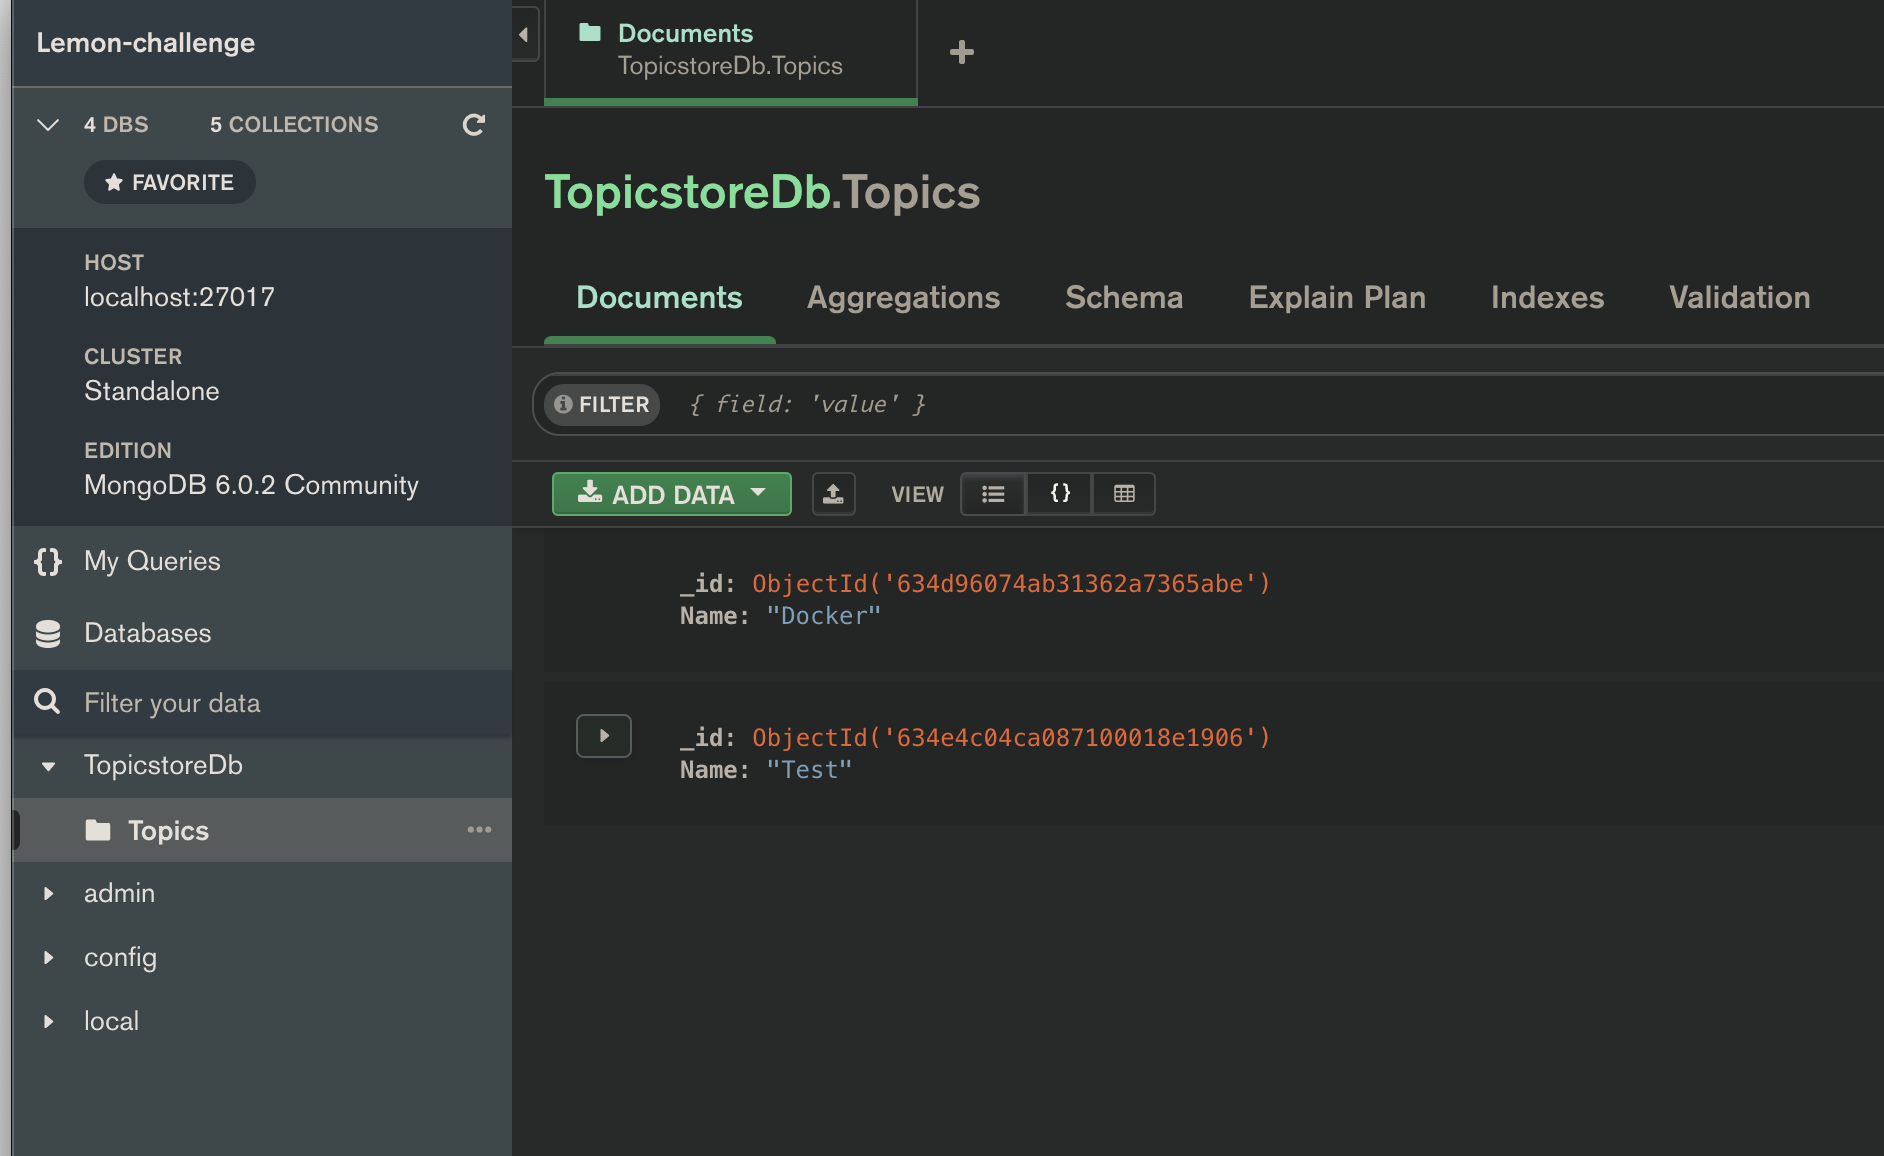 Lemon-challenge
4 DBS 5 COLLECTIONS
FAVORITE
HOST
localhost:27017
CLUSTER
Standalone
EDITION
MongoDB 6.0.2 Community
{} My Queries
Databases
Filter your data
TopicstoreDb
Topics
admin
config
local
Documents
TopicstoreDb.Topics
TopicstoreDb.Topics
Documents Aggregations Schema Explain Plan Indexes Validation
FILTER { field: 'value' }
ADD DATA VIEW {}
_id: ObjectId('634d96074ab31362a7365abe')
Name: "Docker"
_id: ObjectId('634e4c04ca087100018e1906')
Name: "Test"